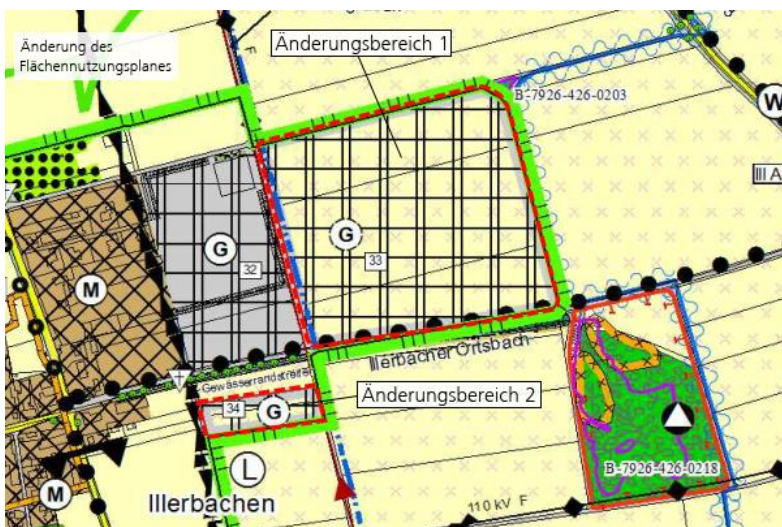 Änderung des
Flächennutzungsplanes
F
Änderungsbereich 1
B-7926-426-0203
W
III A
G
G
33
32
M
Illerbacher Ortsbach
Gewässerrandstreifen
Änderungsbereich 2
34
G
L
Illerbachen
M
B-7926-426-0218
110 kV F